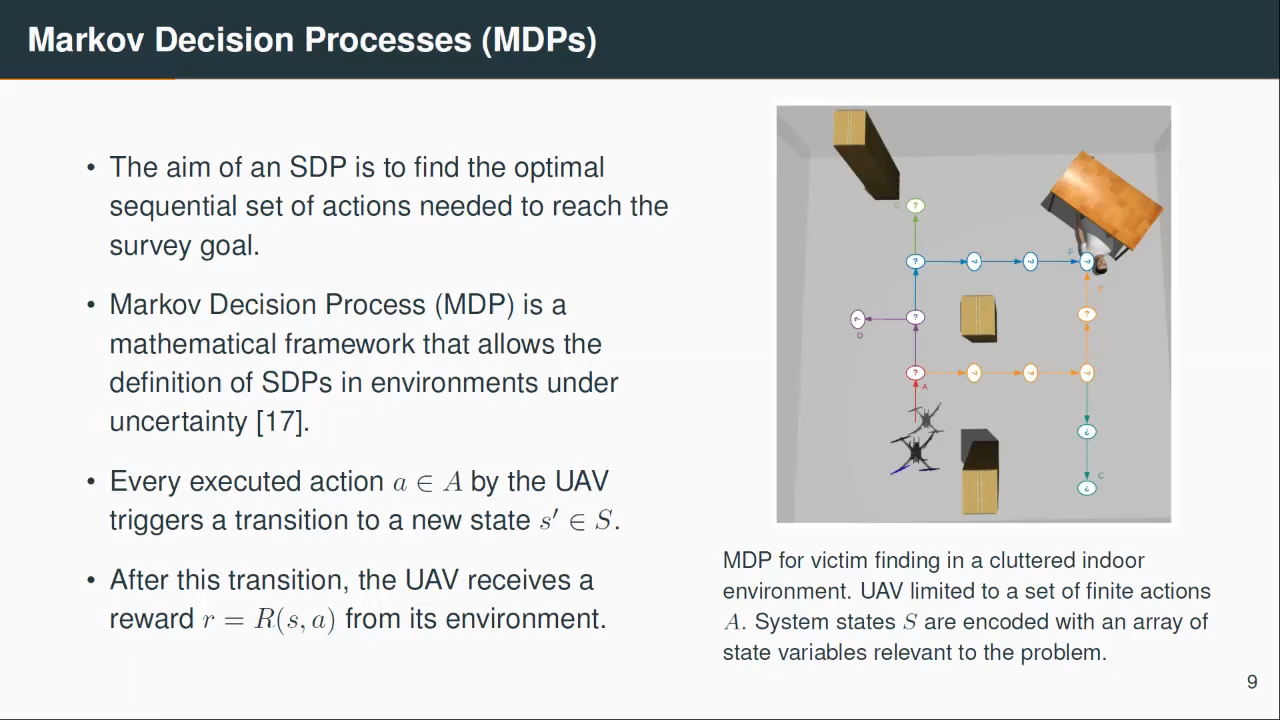 Markov Decision Processes (MDPs)
• The aim of an SDP is to find the optimal
sequential set of actions needed to reach the
survey goal.
• Markov Decision Process (MDP) is a
mathematical framework that allows the
definition of SDPs in environments under
uncertainty [17].
• Every executed action a ∈ A by the UAV
triggers a transition to a new state s′ ∈ S.
• After this transition, the UAV receives a
reward r = R(s, a) from its environment.
?
? ? ? F ?
? ?
D
? A ? ? ?
?
C
?
MDP for victim finding in a cluttered indoor
environment. UAV limited to a set of finite actions
A. System states S are encoded with an array of
state variables relevant to the problem.
9